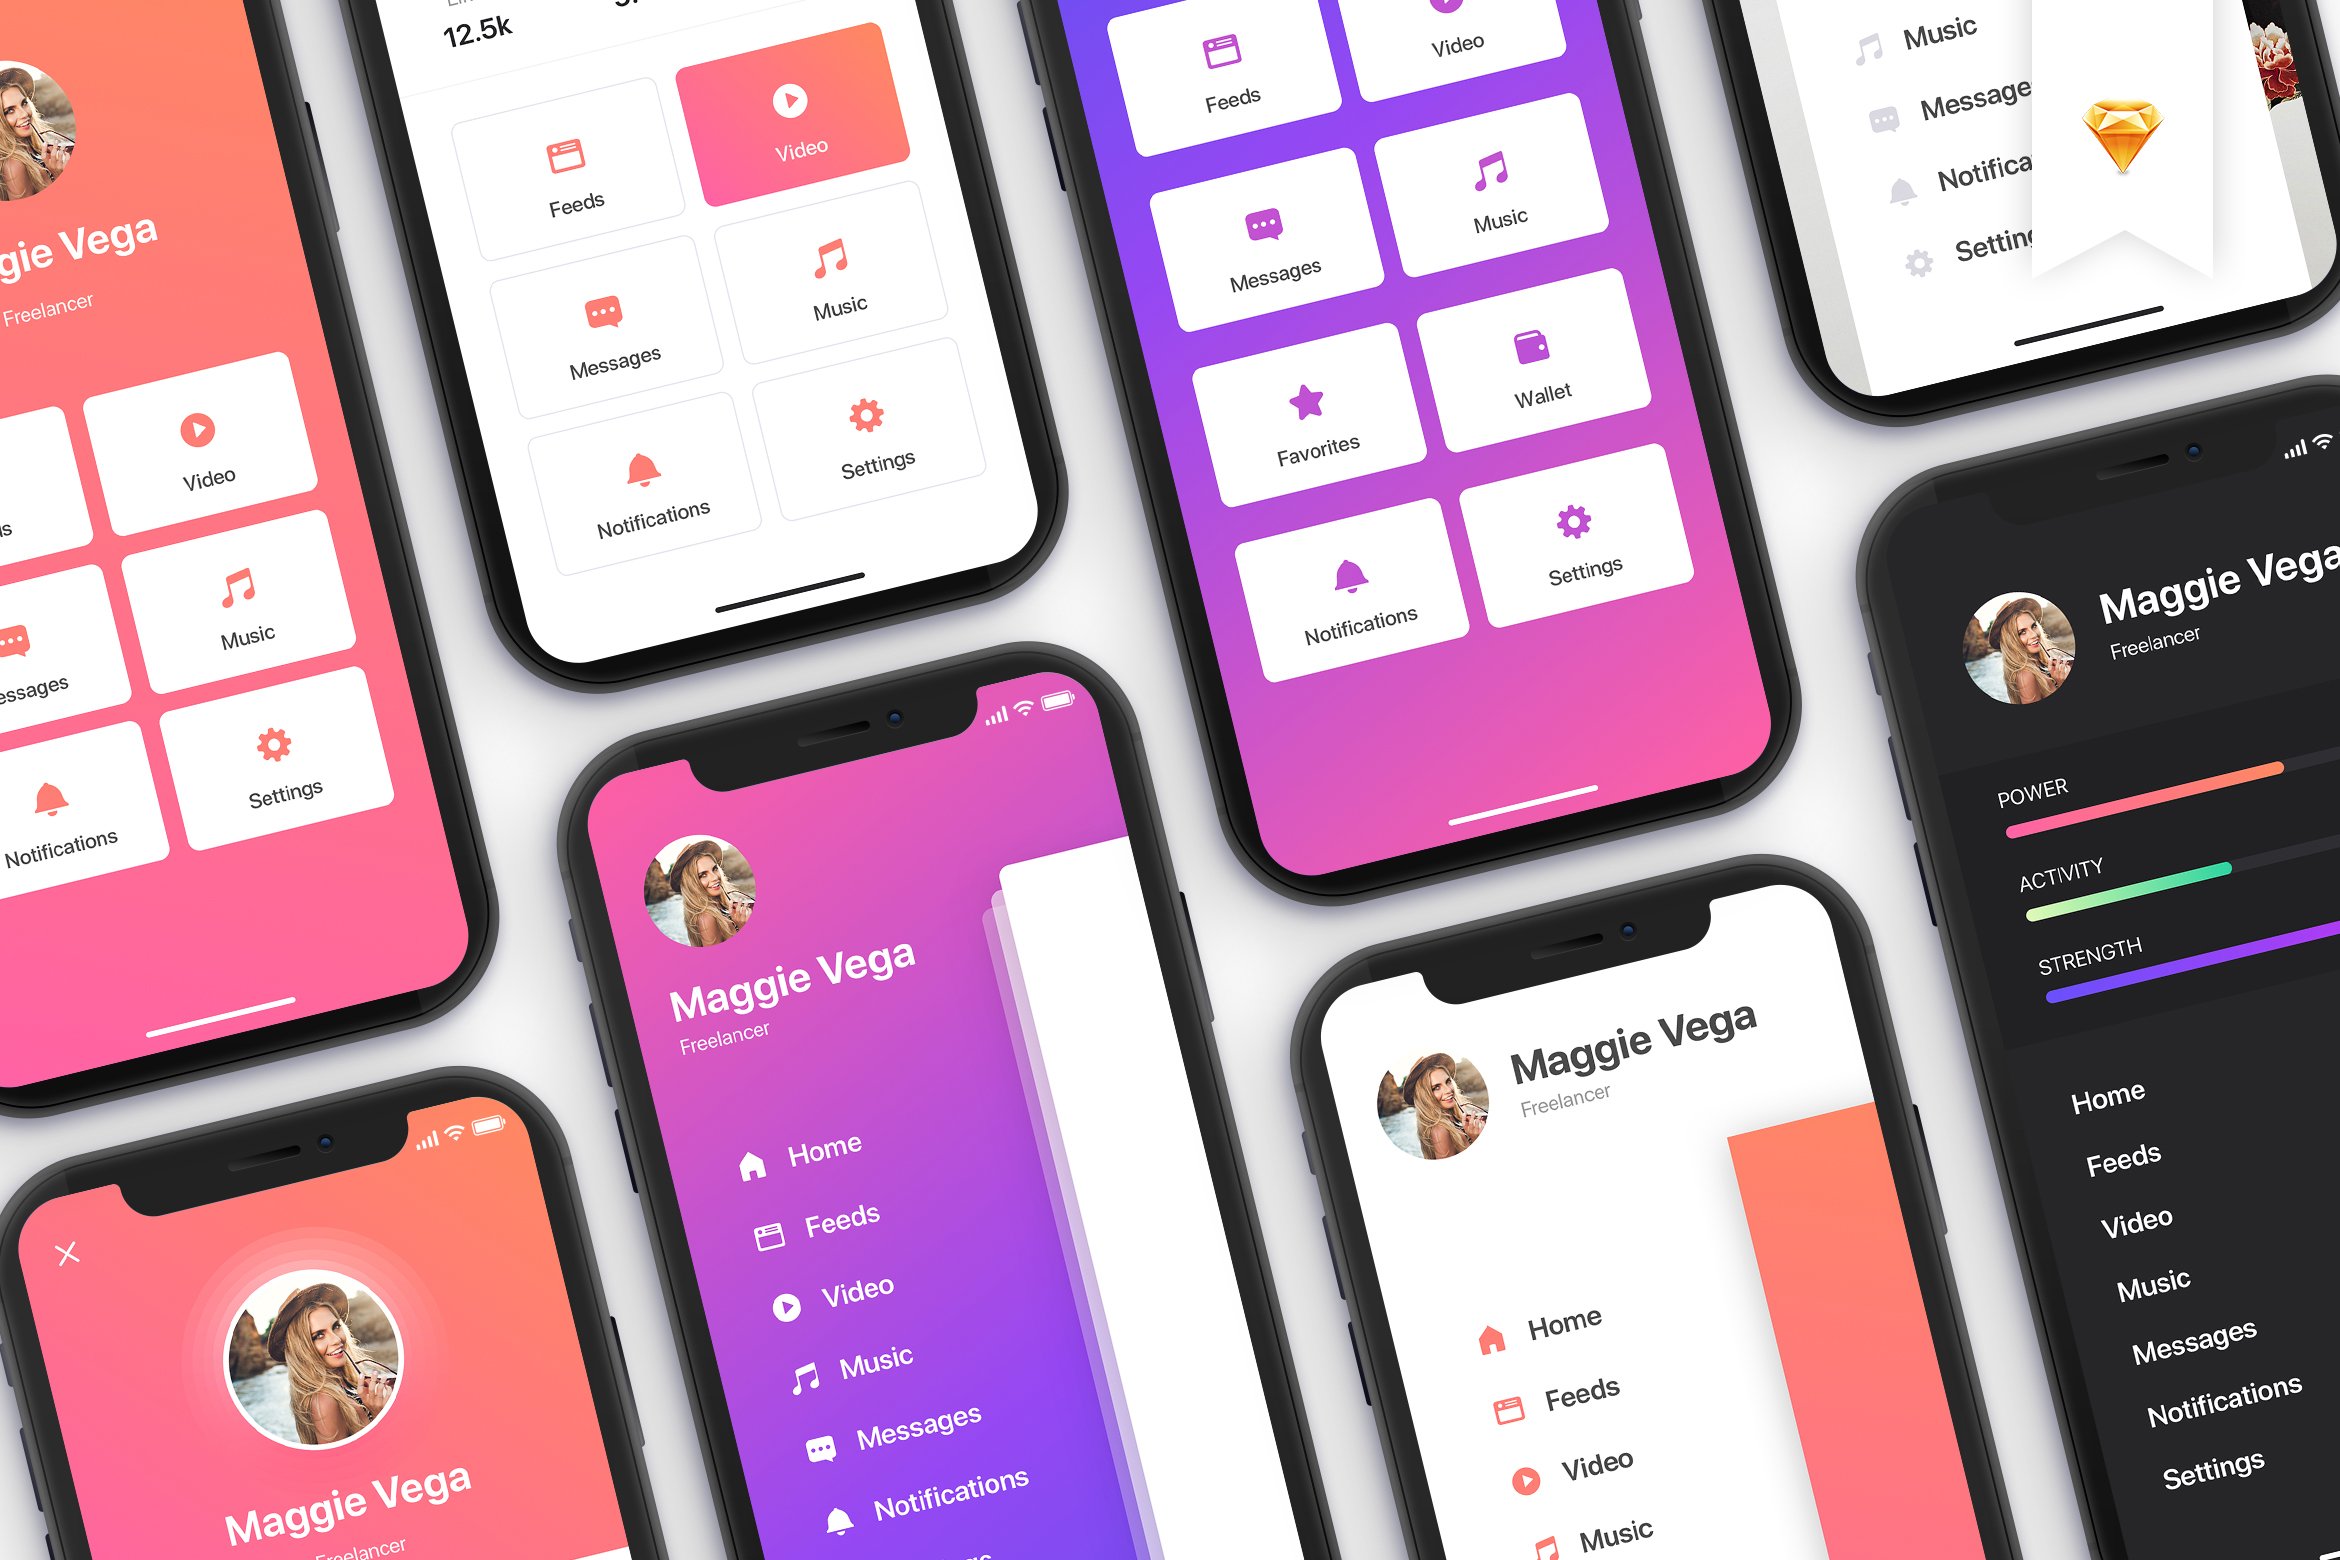 Maggie Vega
Freelancer
Video
Messages
Music
Notifications
Settings
12.5k
Feeds
Video
Messages
Music
Notifications
Settings
Feeds
Video
Messages
Music
Favorites
Wallet
Notifications
Settings
Music
Message
Notifica
Setting
Maggie Vega
Freelancer
Maggie Vega
Freelancer
Home
Feeds
Video
Music
Messages
Notifications
Maggie Vega
Freelancer
Home
Feeds
Video
Music
Maggie Vega
Freelancer
POWER
ACTIVITY
STRENGTH
Home
Feeds
Video
Music
Messages
Notifications
Settings